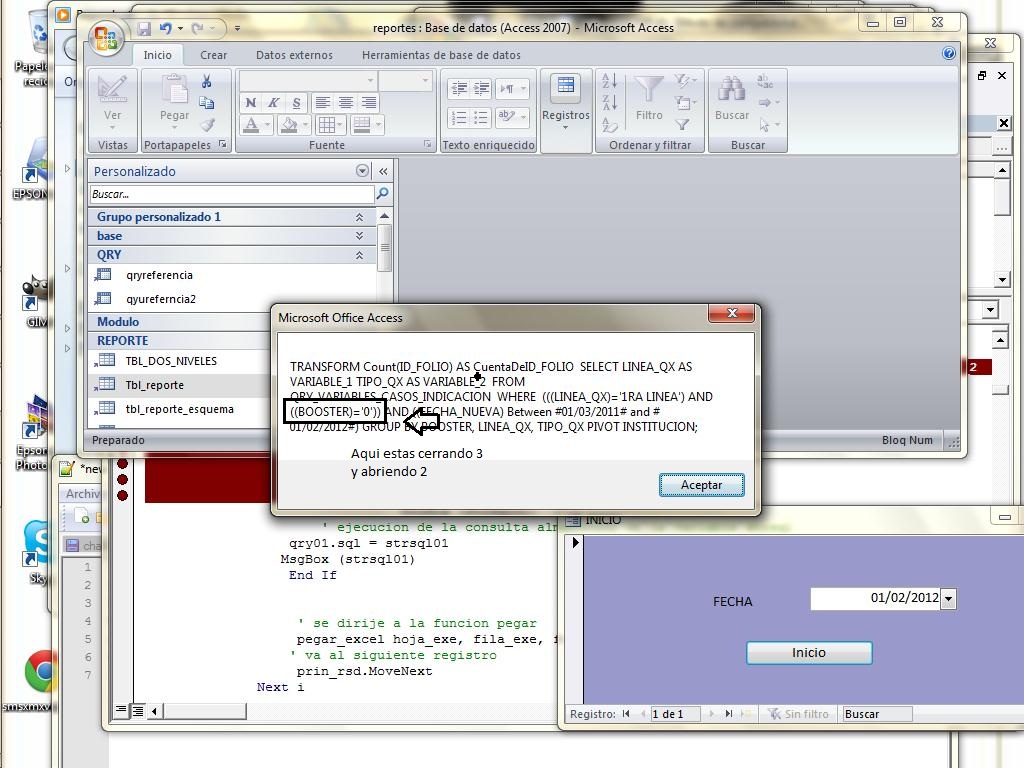 reportes : Base de datos (Access 2007) - Microsoft Access
Inicio Crear Datos externos Herramientas de base de datos
Ver
Pegar
N K S
Registros
Filtro
Buscar
Vistas Portapapeles Fuente Texto enriquecido Ordenar y filtrar Buscar
Personalizado
Buscar...
Grupo personalizado 1
base
QRY
qryreferencia
qyureferncia2
Modulo
REPORTE
TBL_DOS_NIVELES
Tbl_reporte
tbl_reporte_esquema
Preparado
Bloq Num
EPSON
Epson
Photo
Sky
Microsoft Office Access
TRANSFORM Count(ID_FOLIO) AS CuentaDeID_FOLIO SELECT LINEA_QX AS
VARIABLE_1 TIPO_QX AS VARIABLE_2 FROM
QRY_VARIABLES_CASOS_INDICACION WHERE (((LINEA_QX)='1RA LINEA') AND
((BOOSTER)='0')) AND (FECHA_NUEVA) Between #01/03/2011# and #
01/02/2012#) GROUP BY BOOSTER, LINEA_QX, TIPO_QX PIVOT INSTITUCION;
Aqui estas cerrando 3
y abriendo 2
Aceptar
2
*new
Archiv
1
2
3
4
5
6
7
' ejecucion de la consulta
qry01.sql = strsql01
MsgBox (strsql01)
End If
' se dirije a la funcion pegar
pegar_excel hoja_exe, fila_exe,
' va al siguiente registro
prin_rsd.MoveNext
Next i
INICIO
FECHA 01/02/2012
Inicio
Registro: 1 de 1 Sin filtro Buscar